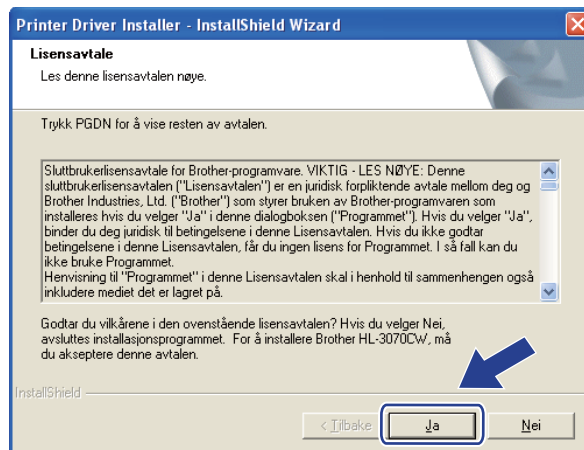 Printer Driver Installer - InstallShield Wizard
Lisensavtale
Les denne lisensavtalen nøye.
Trykk PGDN for å vise resten av avtalen.
Sluttbrukerlisensavtale for Brother-programvare. VIKTIG - LES NØYE: Denne
sluttbrukerlisensavtalen ("Lisensavtalen") er en juridisk forpliktende avtale mellom deg og
Brother Industries, Ltd. ("Brother") som styrer bruken av Brother-programvaren som
installeres hvis du velger "Ja" i denne dialogboksen ("Programmet"). Hvis du velger "Ja",
binder du deg juridisk til betingelsene i denne Lisensavtalen. Hvis du ikke godtar
betingelsene i denne Lisensavtalen, får du ingen lisens for Programmet. I så fall kan du
ikke bruke Programmet.
Henvisning til "Programmet" i denne Lisensavtalen skal i henhold til sammenhengen også
inkludere mediet det er lagret på.
Godtar du vilkårene i den ovenstående lisensavtalen? Hvis du velger Nei,
avsluttes installasjonsprogrammet. For å installere Brother HL-3070CW, må
du akseptere denne avtalen.
InstallShield
< Tilbake Ja Nei